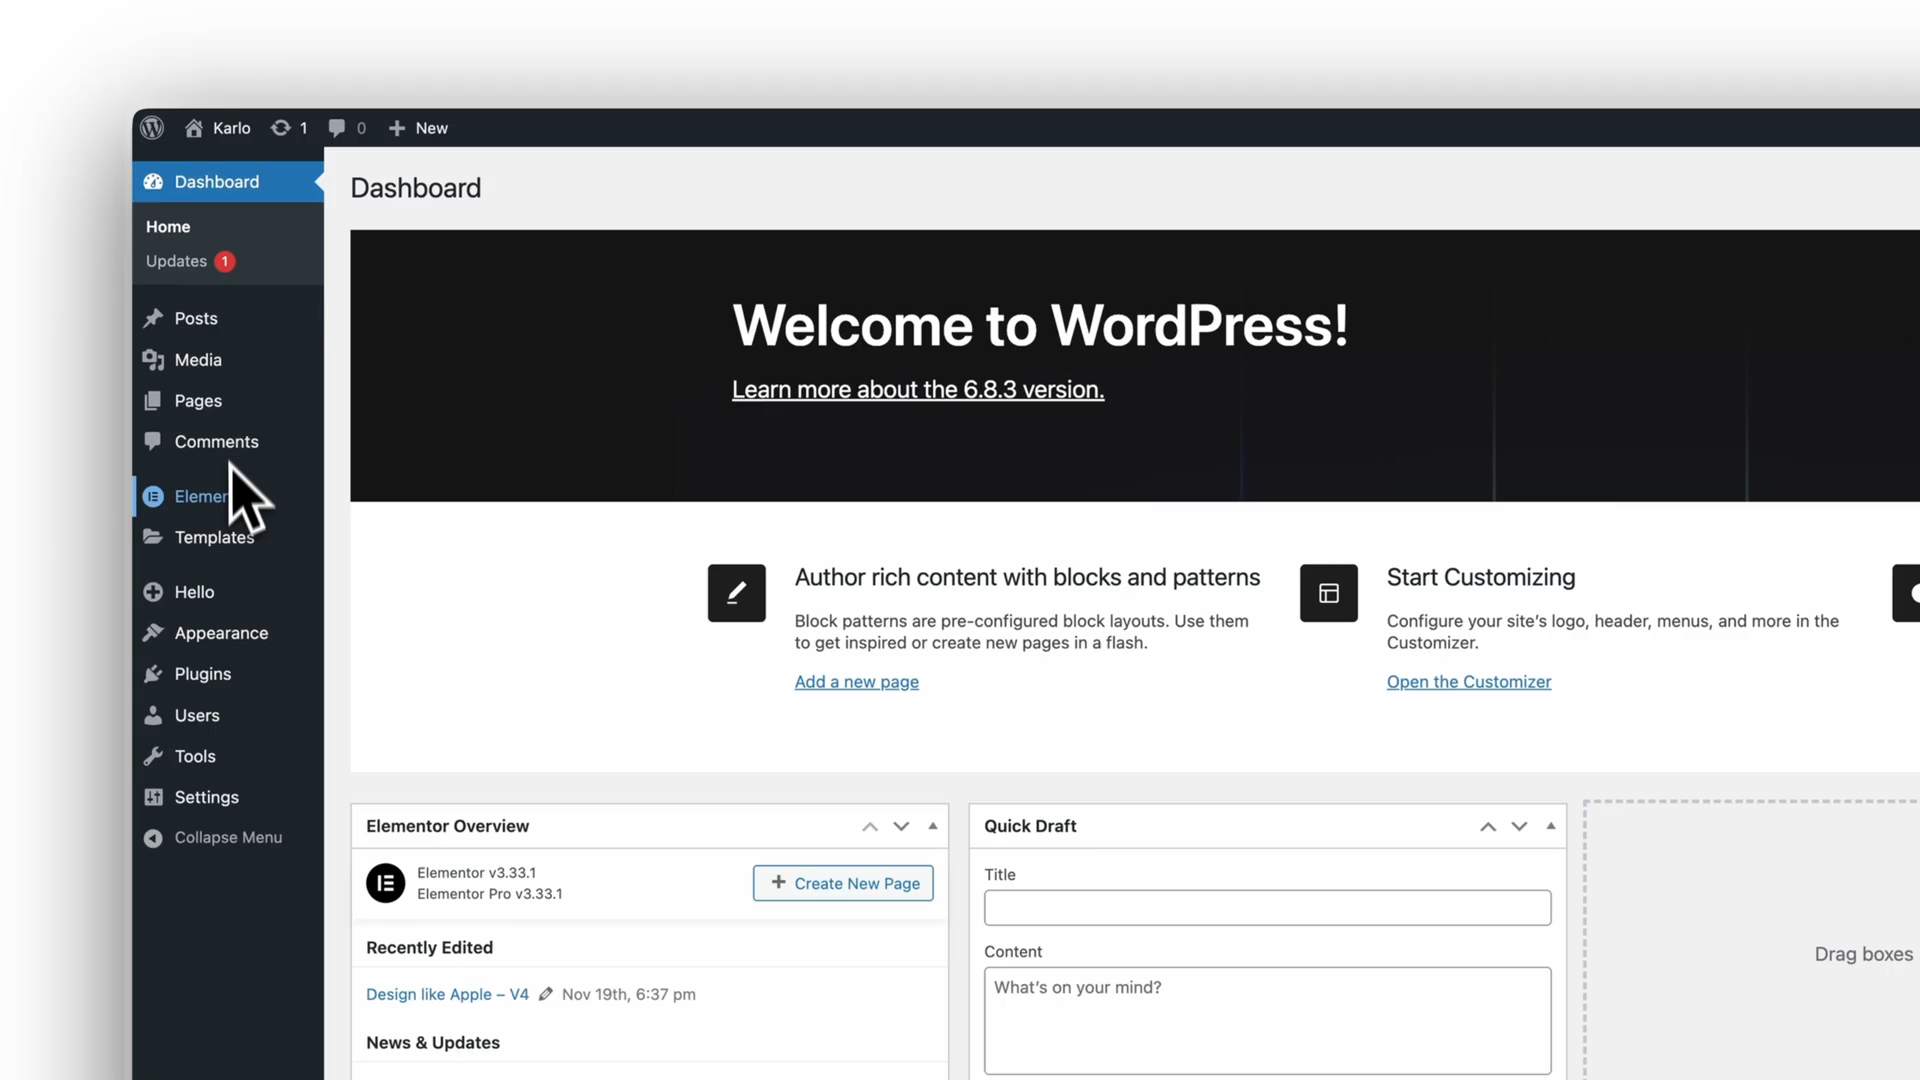 Karlo 1 0 New
Dashboard
Home
Updates 1
Posts
Media
Pages
Comments
Elemen
Templates
Hello
Appearance
Plugins
Users
Tools
Settings
Collapse Menu
Dashboard
Welcome to WordPress!
Learn more about the 6.8.3 version.
Author rich content with blocks and patterns
Block patterns are pre-configured block layouts. Use them
to get inspired or create new pages in a flash.
Add a new page
Start Customizing
Configure your site's logo, header, menus, and more in the
Customizer.
Open the Customizer
Elementor Overview
Elementor v3.33.1
Elementor Pro v3.33.1
Create New Page
Recently Edited
Design like Apple – V4 Nov 19th, 6:37 pm
News & Updates
Quick Draft
Title
Content
What's on your mind?
Drag boxes